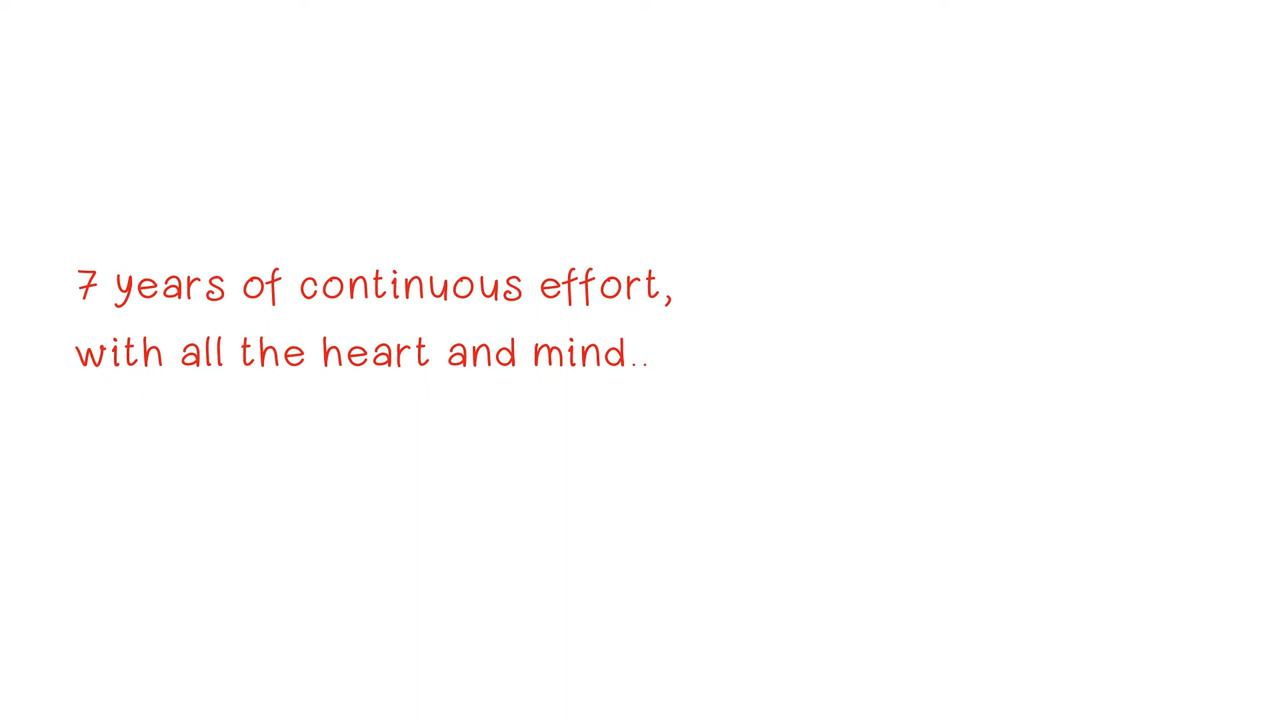 7 years of continuous effort,
with all the heart and mind..